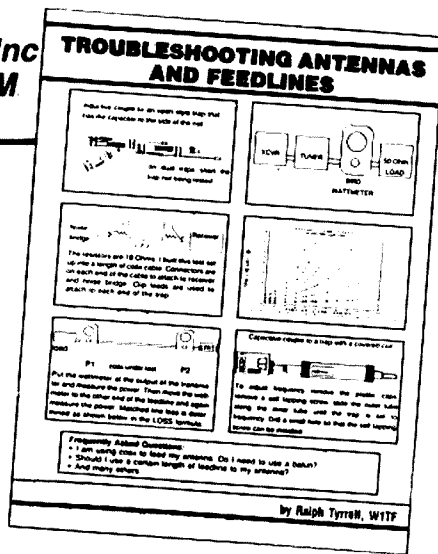 inc
M
TROUBLESHOOTING ANTENNAS
AND FEEDLINES
Inductive couple to an open style trap that
has the capacitor to the side of the coil
on dual traps short the
trap not being tested
XCVR
TUNER
BIRD
WATTMETER
50 OHM
LOAD
Noise
bridge
Receiver
The resistors are 18 Ohms. I built this test set
up into a length of coax cable. Connectors are
on each end of the cable to attach to receiver
and noise bridge. Clip leads are used to
attach to each end of the trap
P1
coax under test
P2
Put the wattmeter at the output of the transmit-
ter and measure the power. Then move the watt
meter to the other end of the feedline and again
measure the power. Matched line loss is deter
mined as shown below in the LOSS formula.
Capacitive couple to a trap with a covered coil
To adjust frequency remove the plastic caps
remove a self tapping screw, slide the outer tube
along the inner tube until the trap is set to
frequency. Drill a small hole so that the self tapping
screw can be installed
Frequently Asked Questions:
• I am using coax to feed my antenna. Do I need to use a balun?
• Should I use a certain length of feedline to my antenna?
• And many others
by Ralph Tyrrell, W1TF